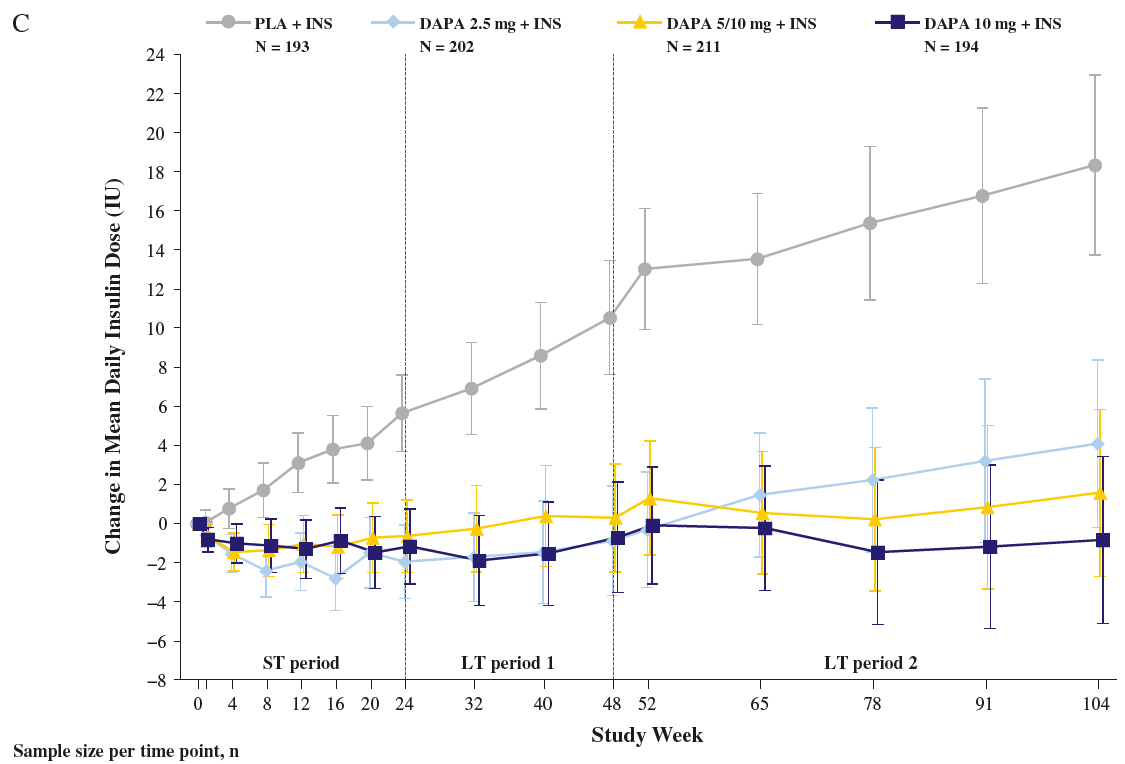 C
PLA + INS DAPA 2.5 mg + INS DAPA 5/10 mg + INS DAPA 10 mg + INS
N = 193 N = 202 N = 211 N = 194
24
22
20
18
16
14
12
10
8
6
4
2
0
−2
−4
−6
−8
Change in Mean Daily Insulin Dose (IU)
ST period LT period 1 LT period 2
0 4 8 12 16 20 24 32 40 48 52 65 78 91 104
Study Week
Sample size per time point, n